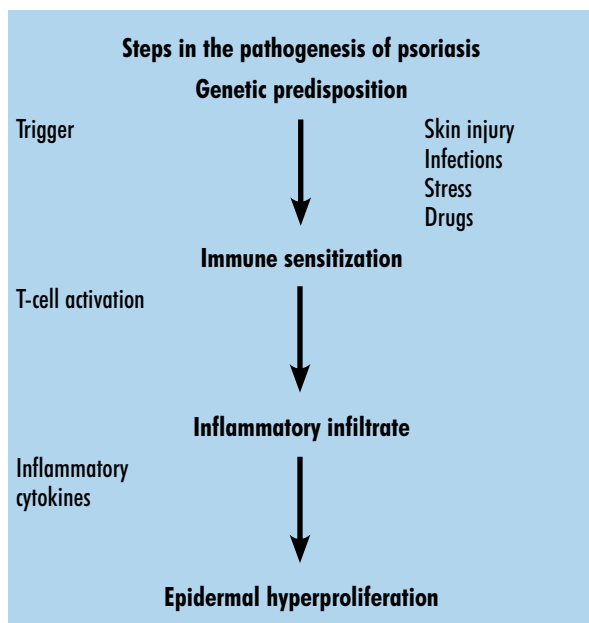 Steps in the pathogenesis of psoriasis
Genetic predisposition
Trigger
Skin injury
Infections
Stress
Drugs
Immune sensitization
T-cell activation
Inflammatory infiltrate
Inflammatory
cytokines
Epidermal hyperproliferation